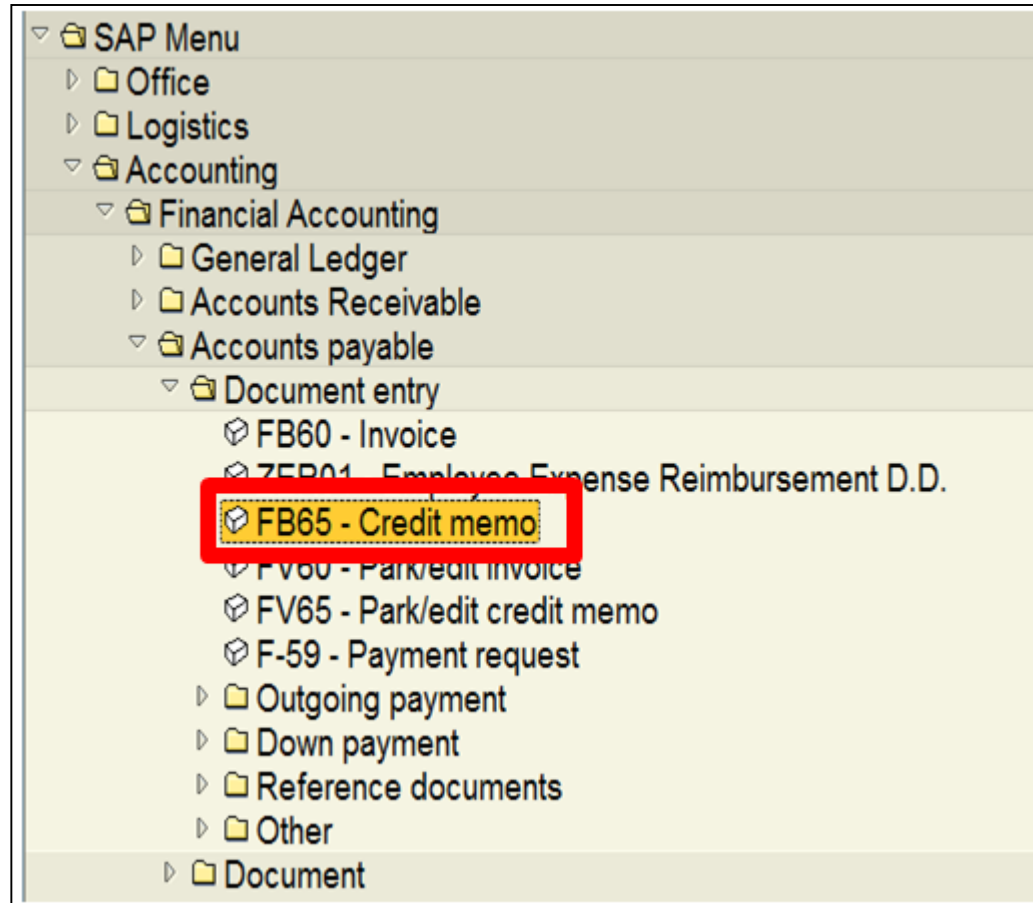 SAP Menu
Office
Logistics
Accounting
Financial Accounting
General Ledger
Accounts Receivable
Accounts payable
Document entry
FB60 - Invoice
ZER01 - Employee Expense Reimbursement D.D.
FB65 - Credit memo
FV60 - Park/edit invoice
FV65 - Park/edit credit memo
F-59 - Payment request
Outgoing payment
Down payment
Reference documents
Other
Document